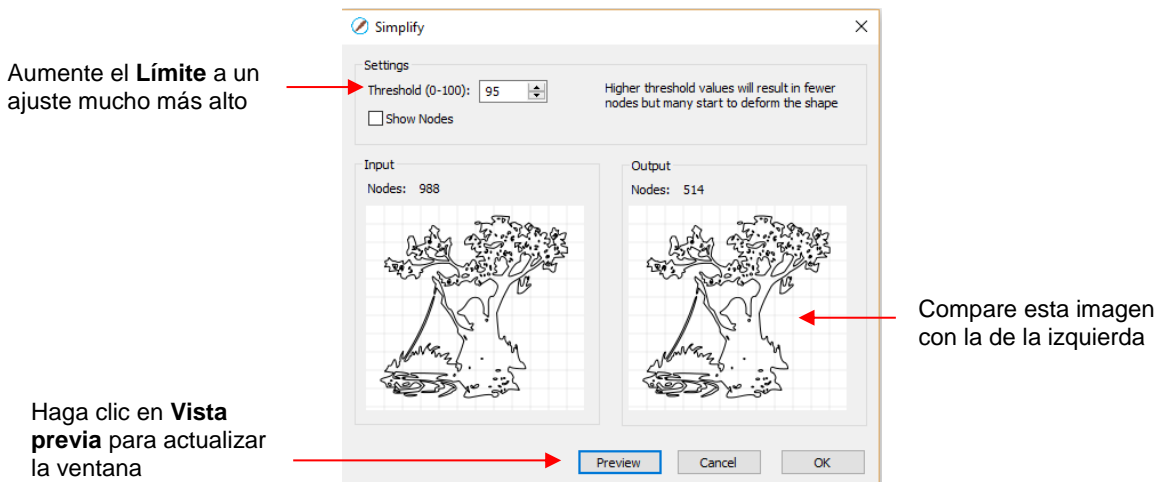 Simplify
Aumente el Límite a un
ajuste mucho más alto
Settings
Threshold (0-100): 95
Higher threshold values will result in fewer
nodes but many start to deform the shape
Show Nodes
Input
Nodes: 988
Output
Nodes: 514
Compare esta imagen
con la de la izquierda
Haga clic en Vista
previa para actualizar
la ventana
Preview
Cancel
OK